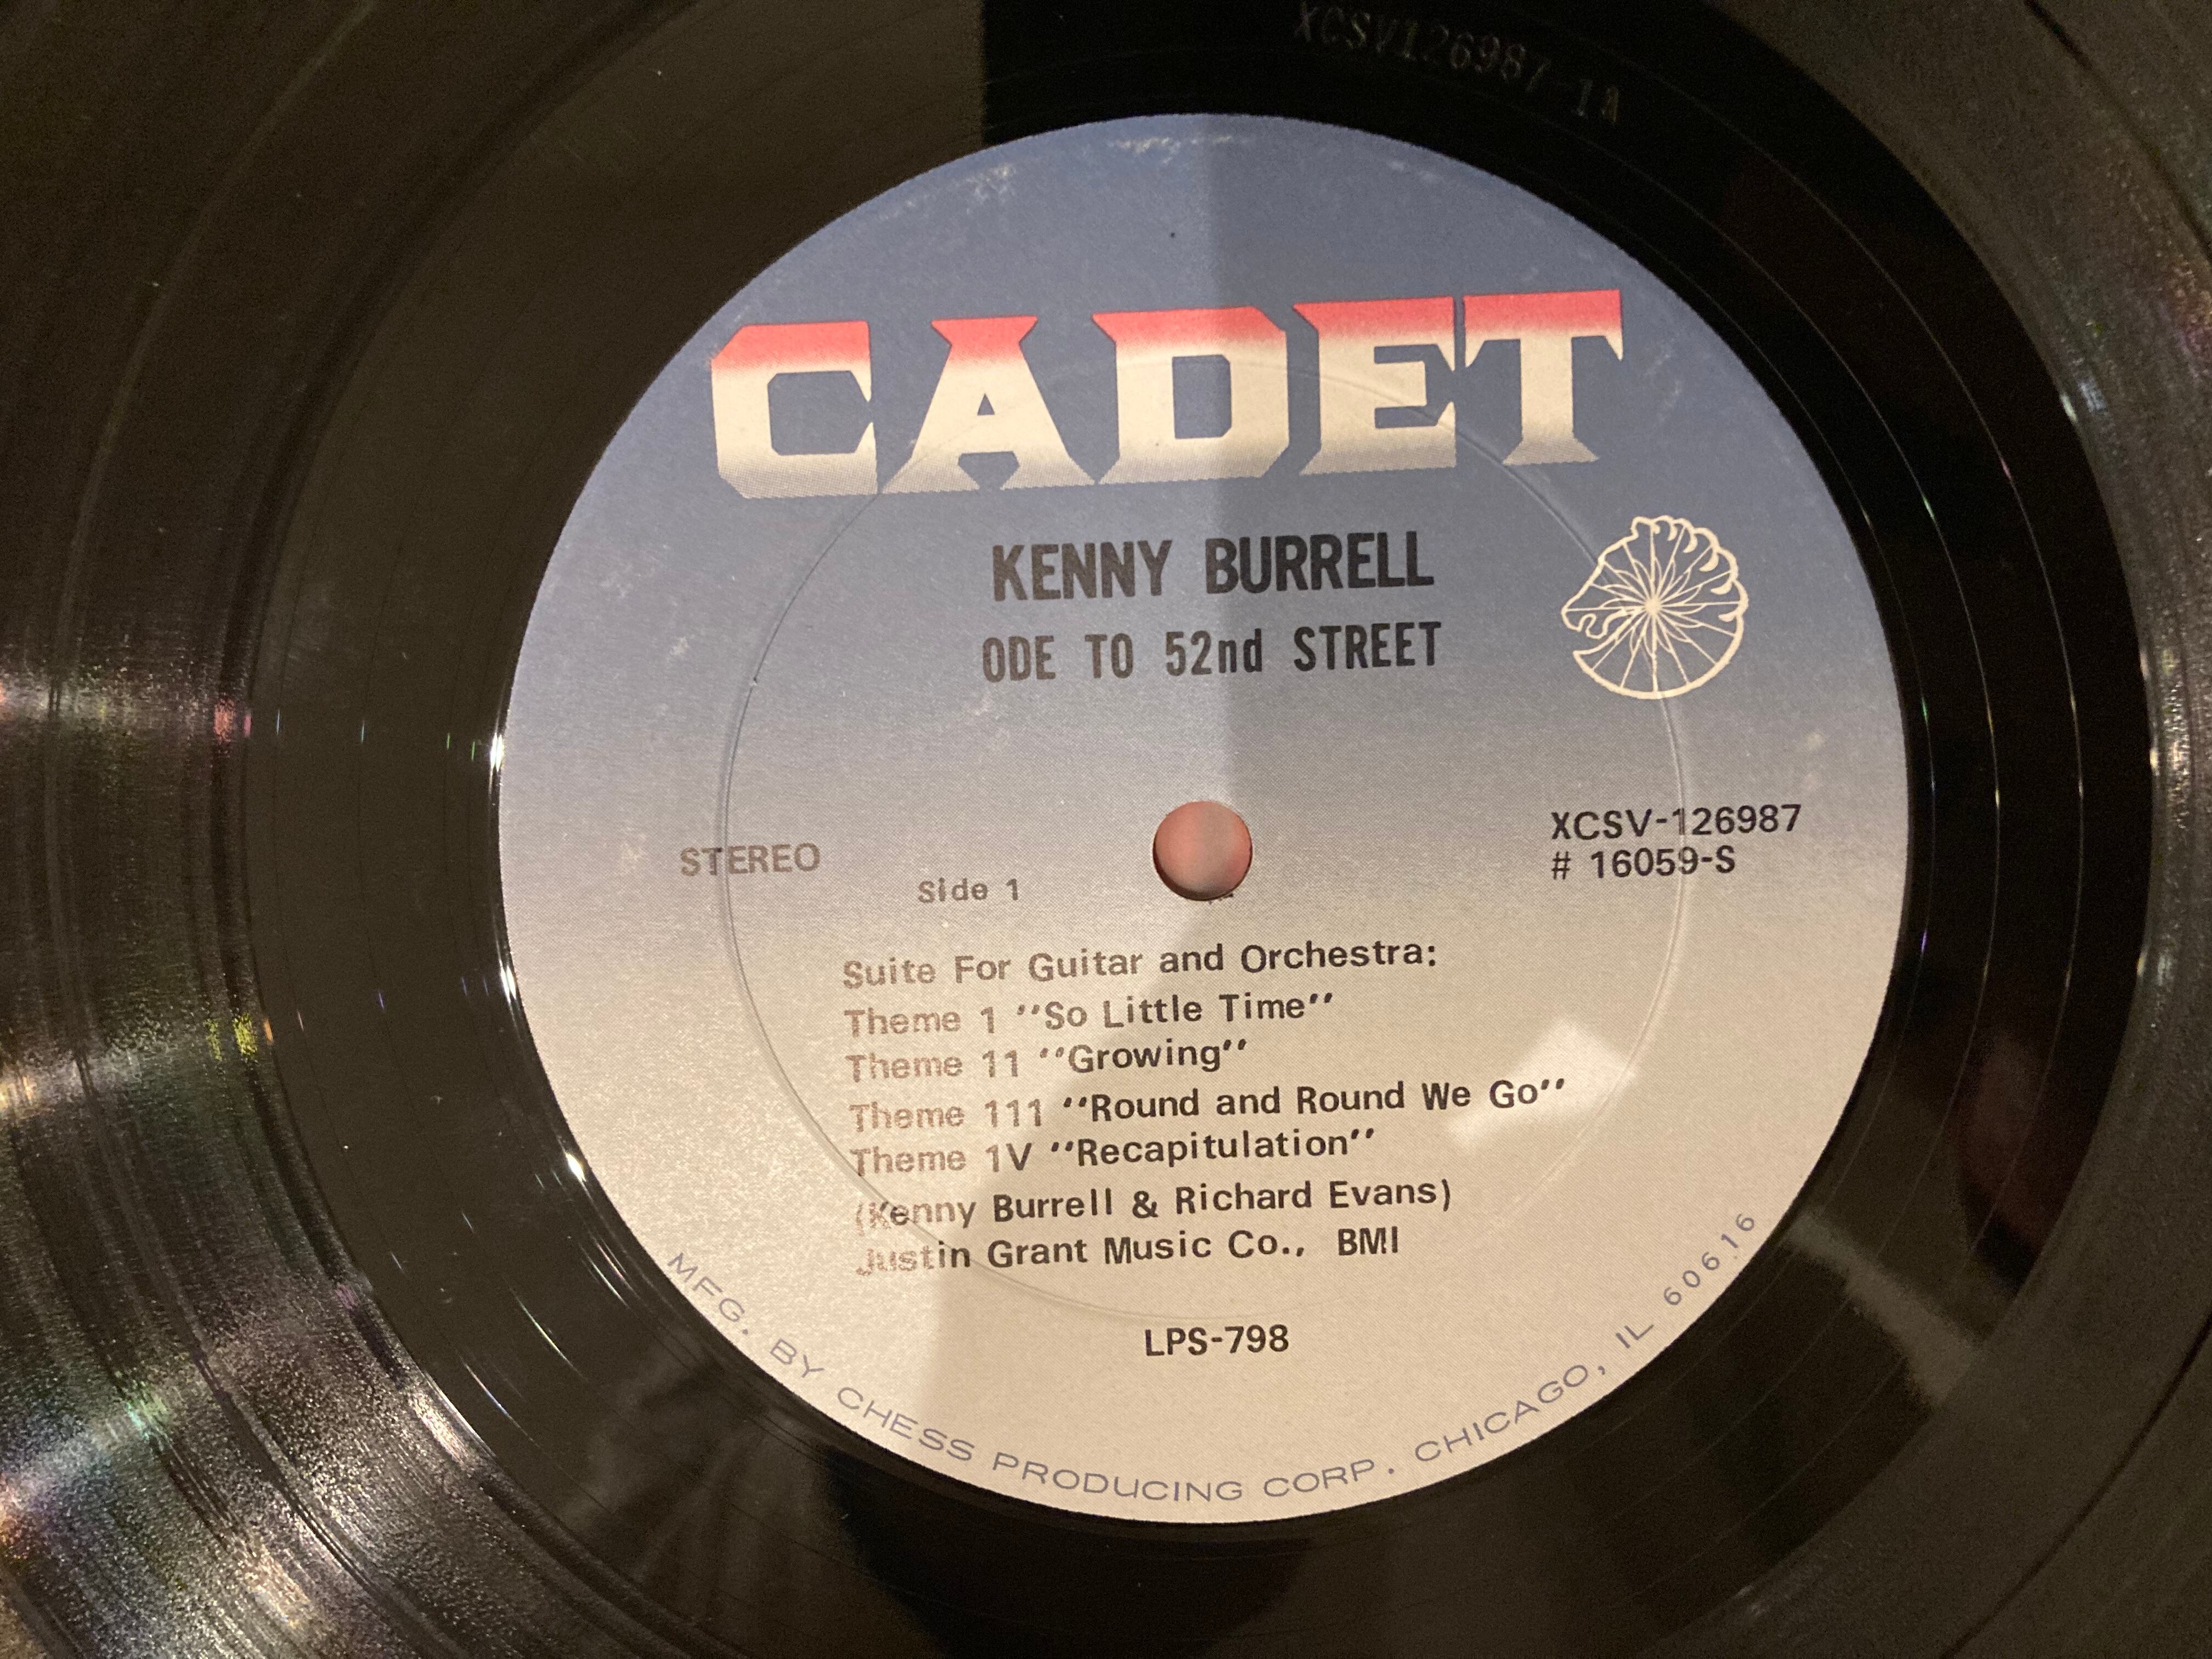 XCSV126987-1A
CADET
KENNY BURRELL
ODE TO 52nd STREET
STEREO
Side 1
XCSV-126987
# 16059-S
Suite For Guitar and Orchestra:
Theme 1 "So Little Time"
Theme 11 "Growing"
Theme 111 "Round and Round We Go"
Theme 1V "Recapitulation"
(Kenny Burrell & Richard Evans)
Justin Grant Music Co., BMI
LPS-798
MFG. BY CHESS PRODUCING CORP. CHICAGO, IL 60616